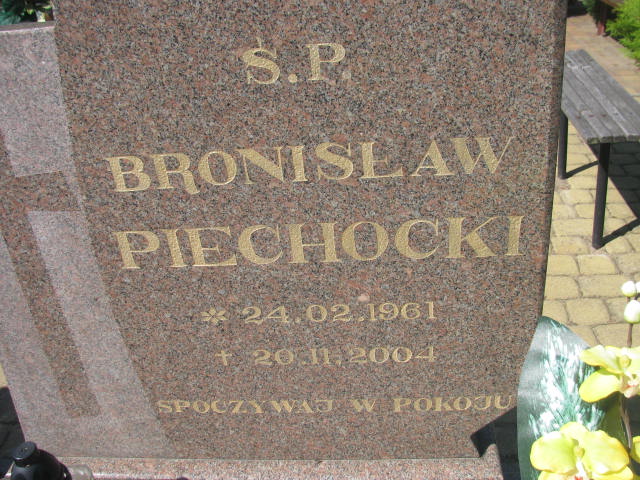 Ś.P.
BRONISŁAW
PIECHOCKI
* 24.02.1961
† 20.11.2004
SPOCZYWAJ W POKOJU